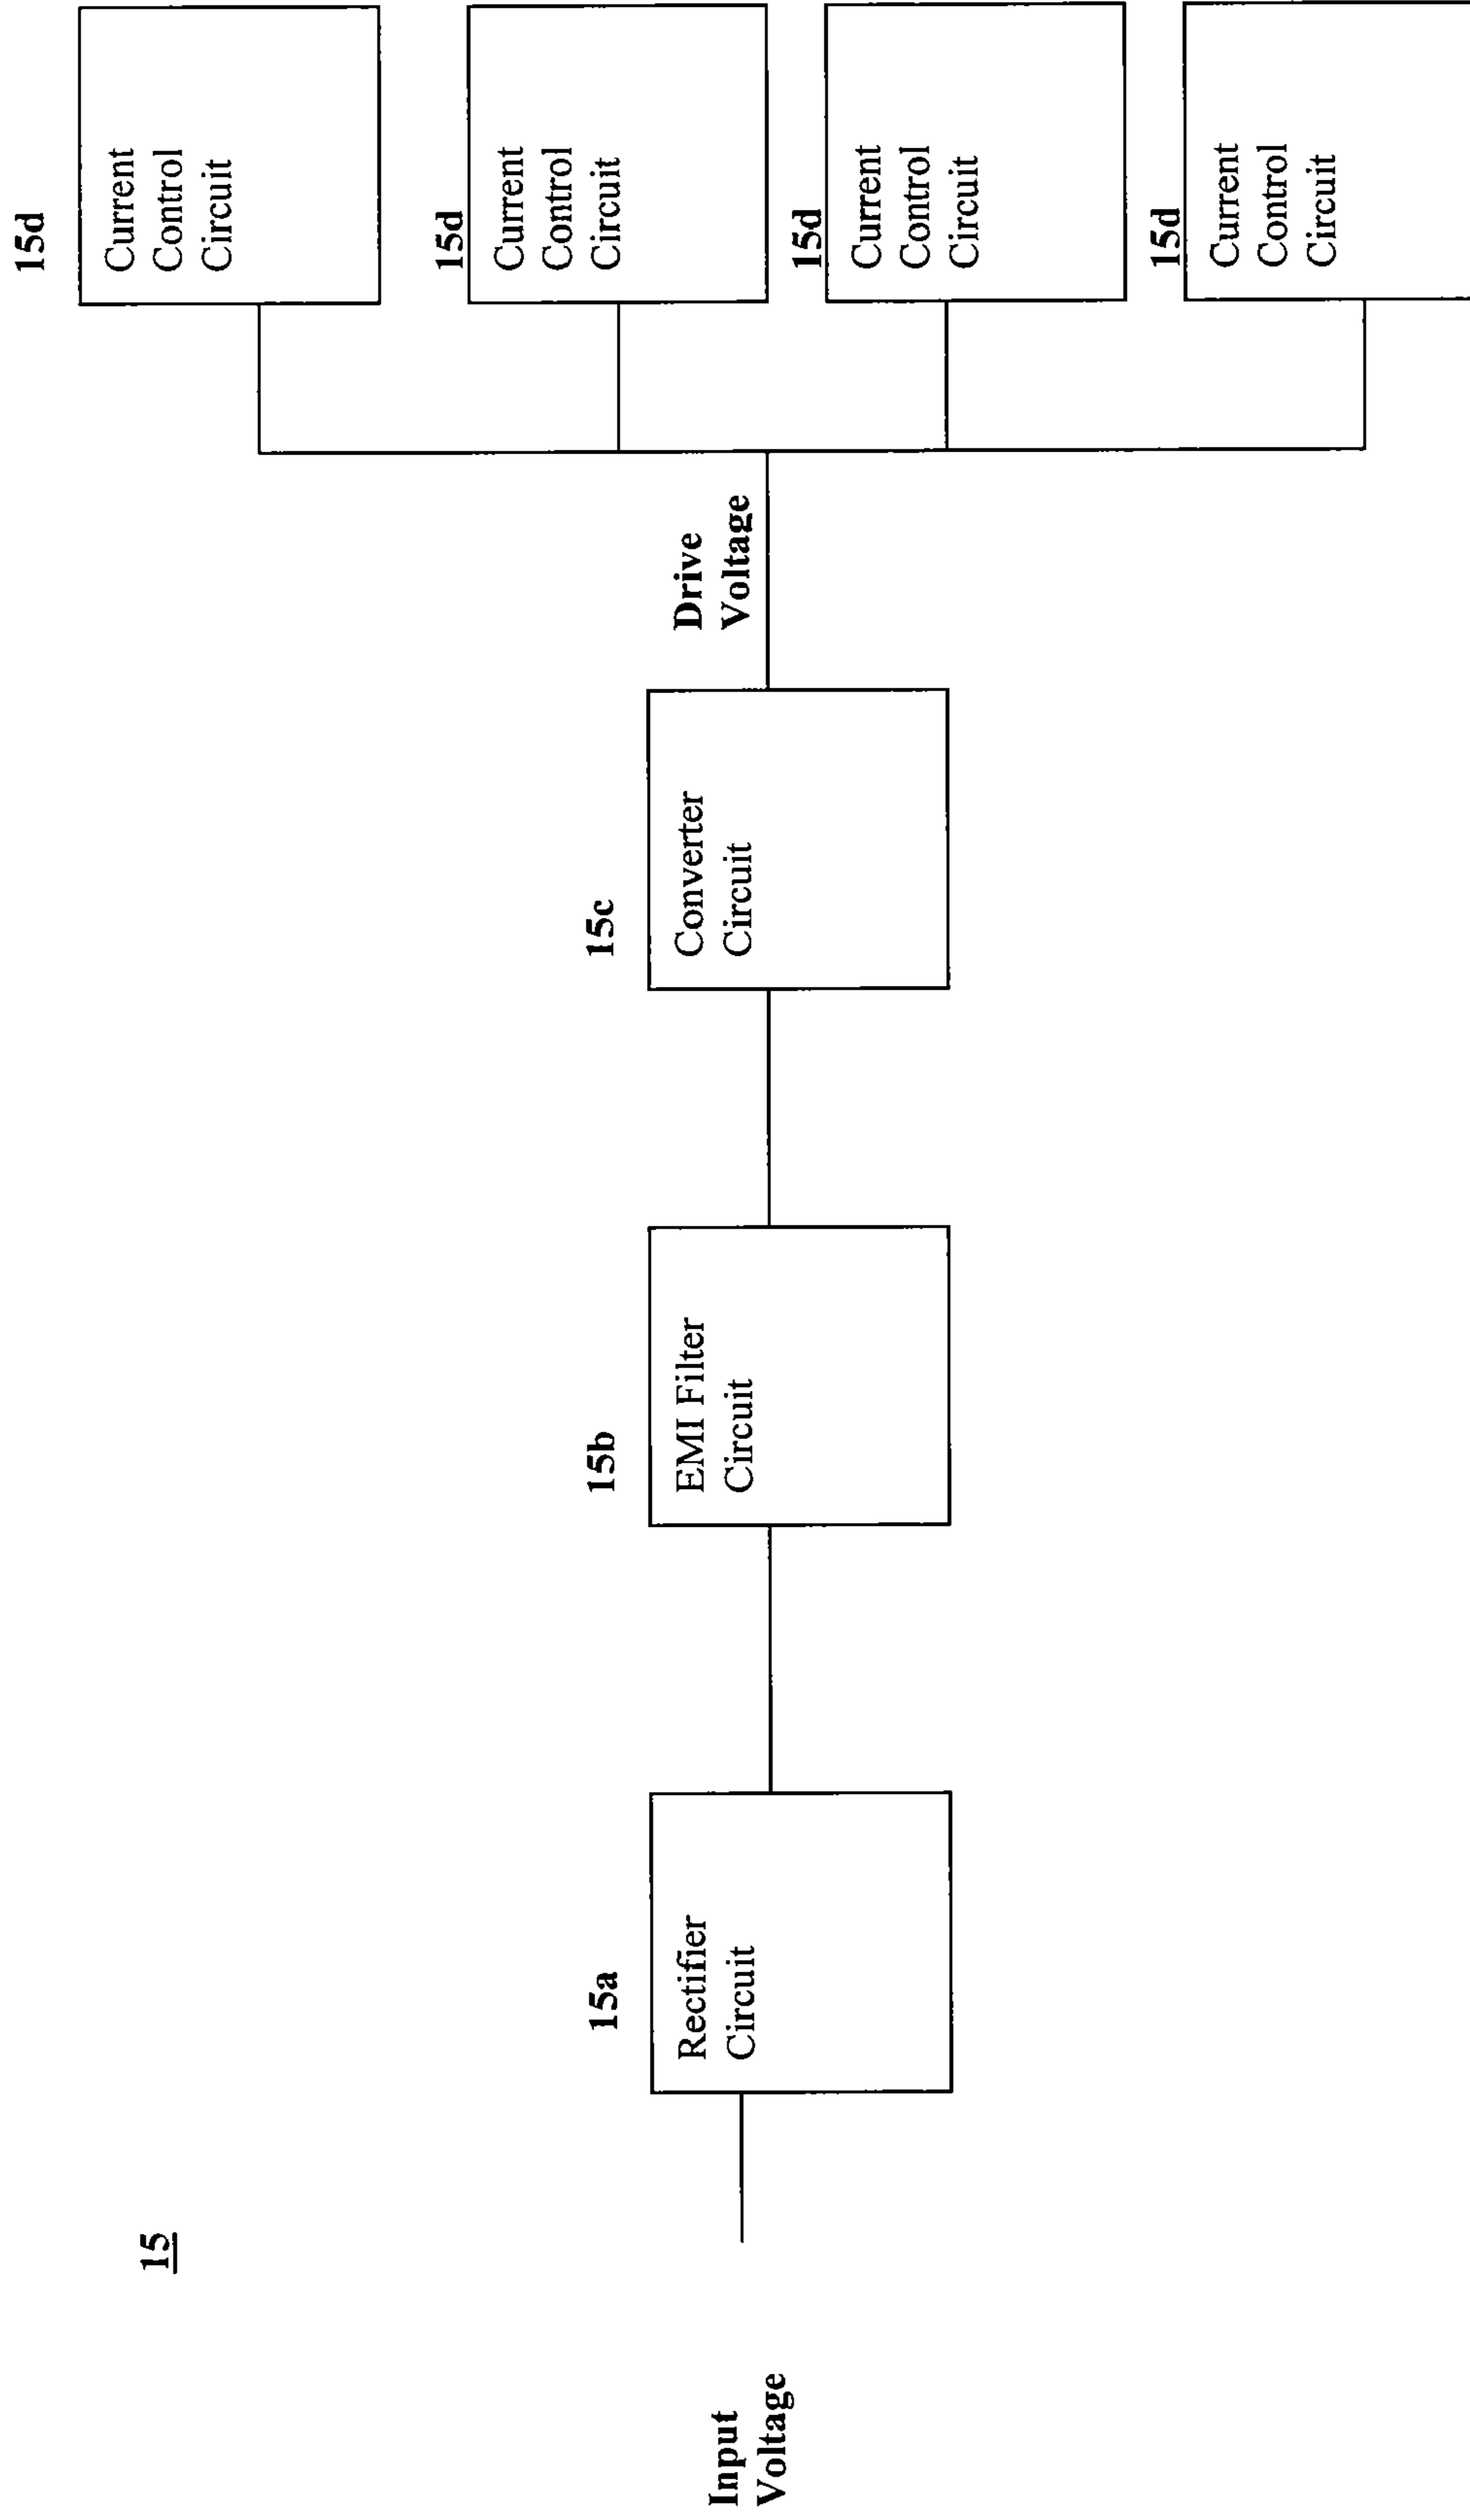 15
Input
Voltage
15a
Rectifier
Circuit
15b
EMI Filter
Circuit
15c
Converter
Circuit
Drive
Voltage
15d
Current
Control
Circuit
15d
Current
Control
Circuit
15d
Current
Control
Circuit
15d
Current
Control
Circuit